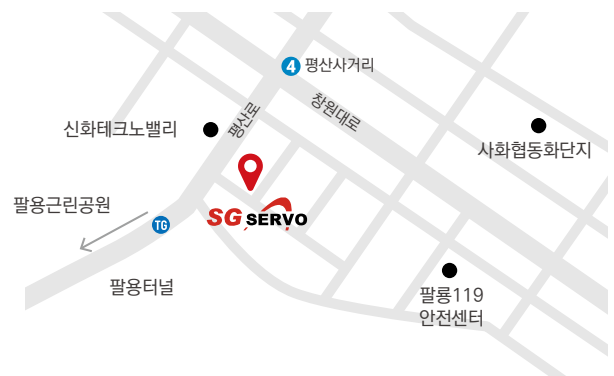 4 평산사거리
평산로
창원대로
신화테크노밸리
사화협동화단지
팔용근린공원
TG
SG SERVO
팔용터널
팔룡119
안전센터